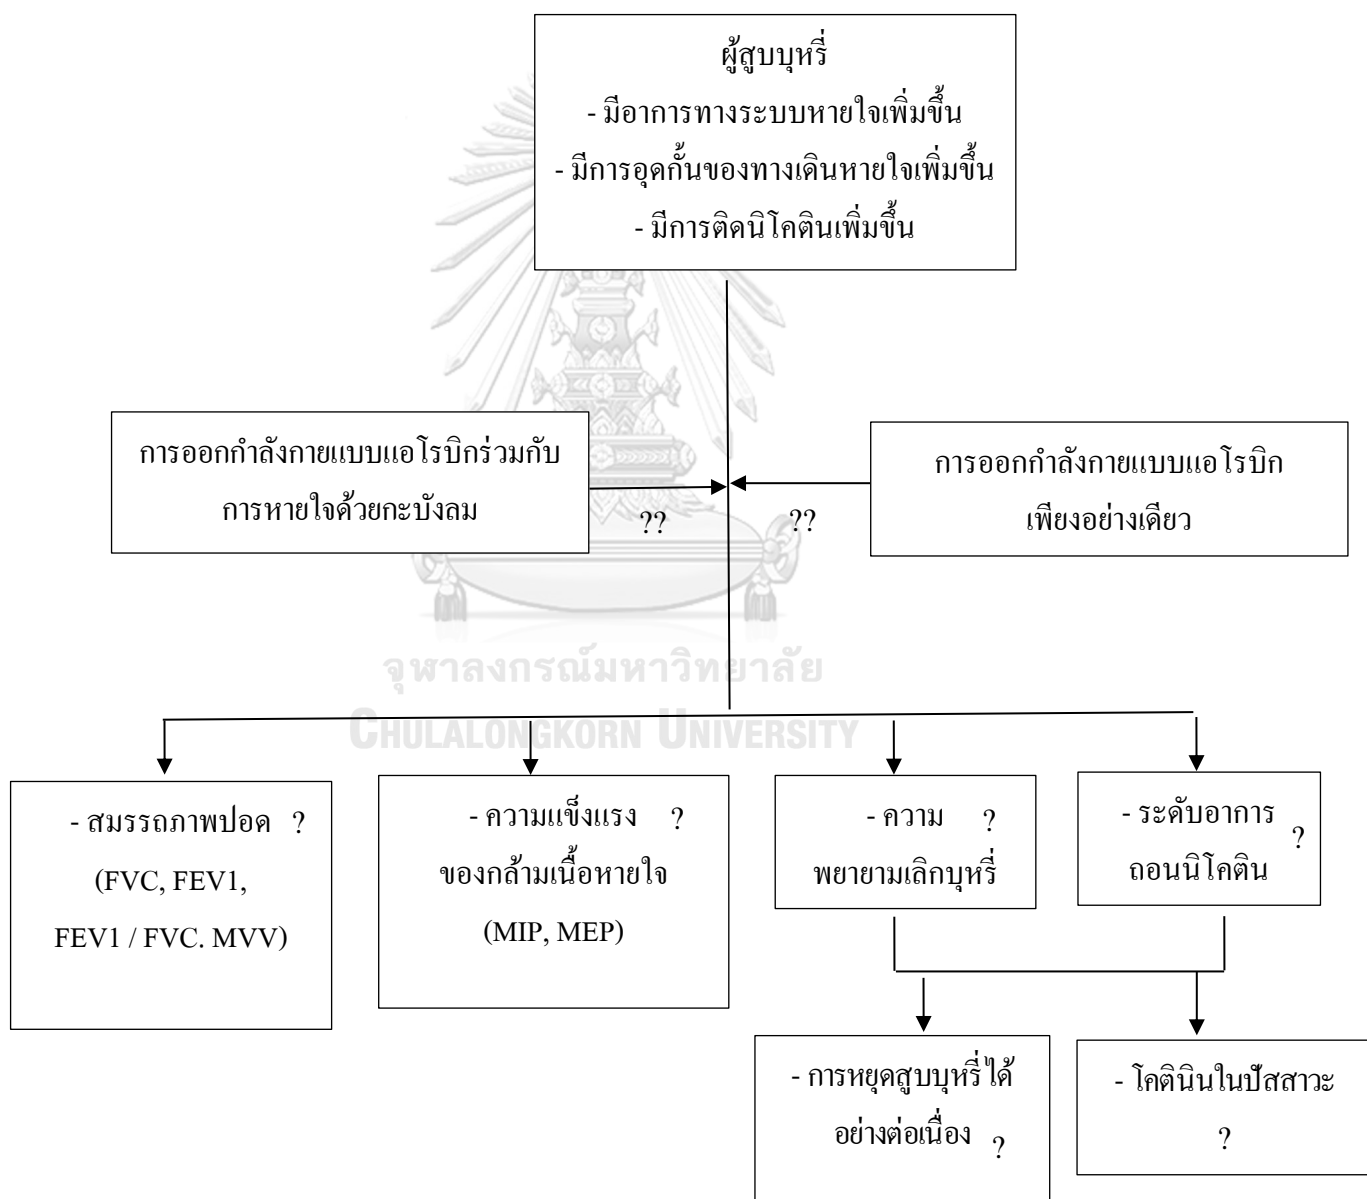 ผู้สูบบุหรี่
- มีอาการทางระบบหายใจเพิ่มขึ้น
- มีการอุดกั้นของทางเดินหายใจเพิ่มขึ้น
- มีการติดนิโคตินเพิ่มขึ้น
การออกกำลังกายแบบแอโรบิกร่วมกับ
การหายใจด้วยกะบังลม
??
??
การออกกำลังกายแบบแอโรบิก
เพียงอย่างเดียว
จุฬาลงกรณ์มหาวิทยาลัย
CHULALONGKORN UNIVERSITY
- สมรรถภาพปอด ?
(FVC, FEV1,
FEV1 / FVC. MVV)
- ความแข็งแรง ?
ของกล้ามเนื้อหายใจ
(MIP, MEP)
- ความ ?
พยายามเลิกบุหรี่
- ระดับอาการ ?
ถอนนิโคติน
- การหยุดสูบบุหรี่ได้
อย่างต่อเนื่อง ?
- โคตินินในปัสสาวะ
?